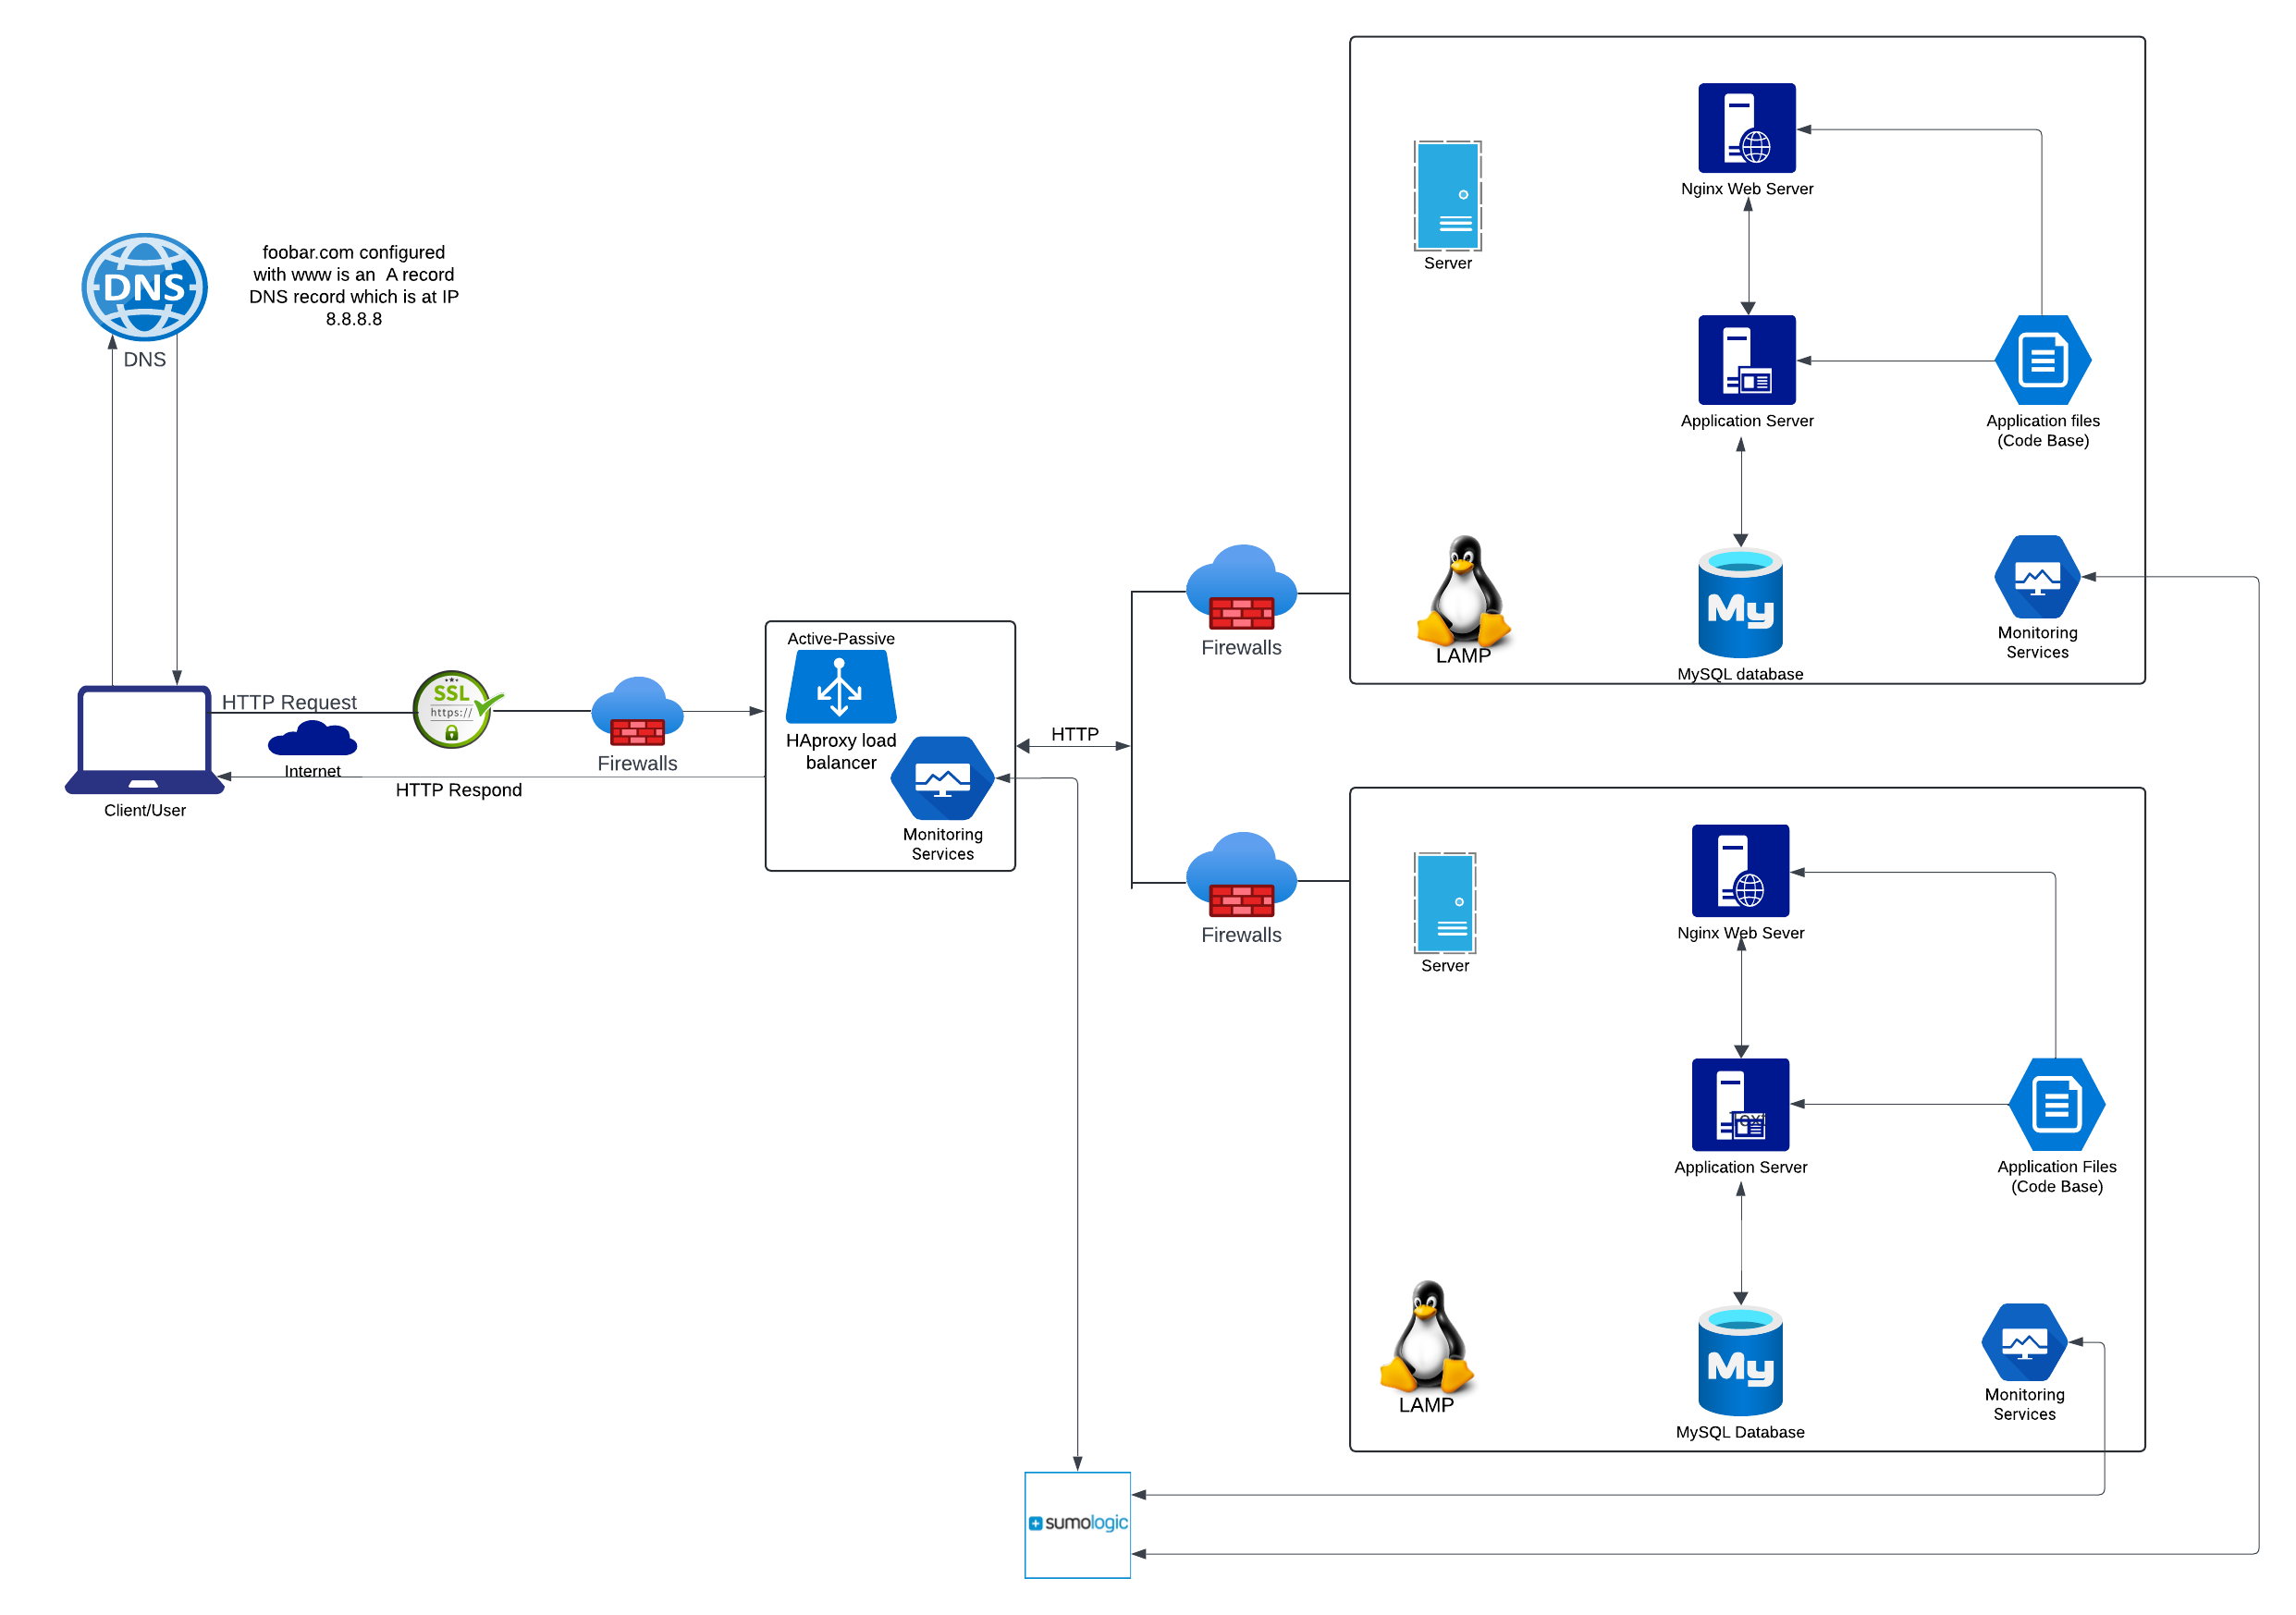 DNS
DNS
foobar.com configured
with www is an A record
DNS record which is at IP
8.8.8.8
Client/User
HTTP Request
Internet
SSL
https://
HTTP Respond
Firewalls
Active-Passive
HAproxy load
balancer
Monitoring
Services
HTTP
Firewalls
Firewalls
Server
Nginx Web Server
Application Server
Application files
(Code Base)
LAMP
My
MySQL database
Monitoring
Services
Server
Nginx Web Sever
Text
Application Server
Application Files
(Code Base)
LAMP
My
MySQL Database
Monitoring
Services
sumologic